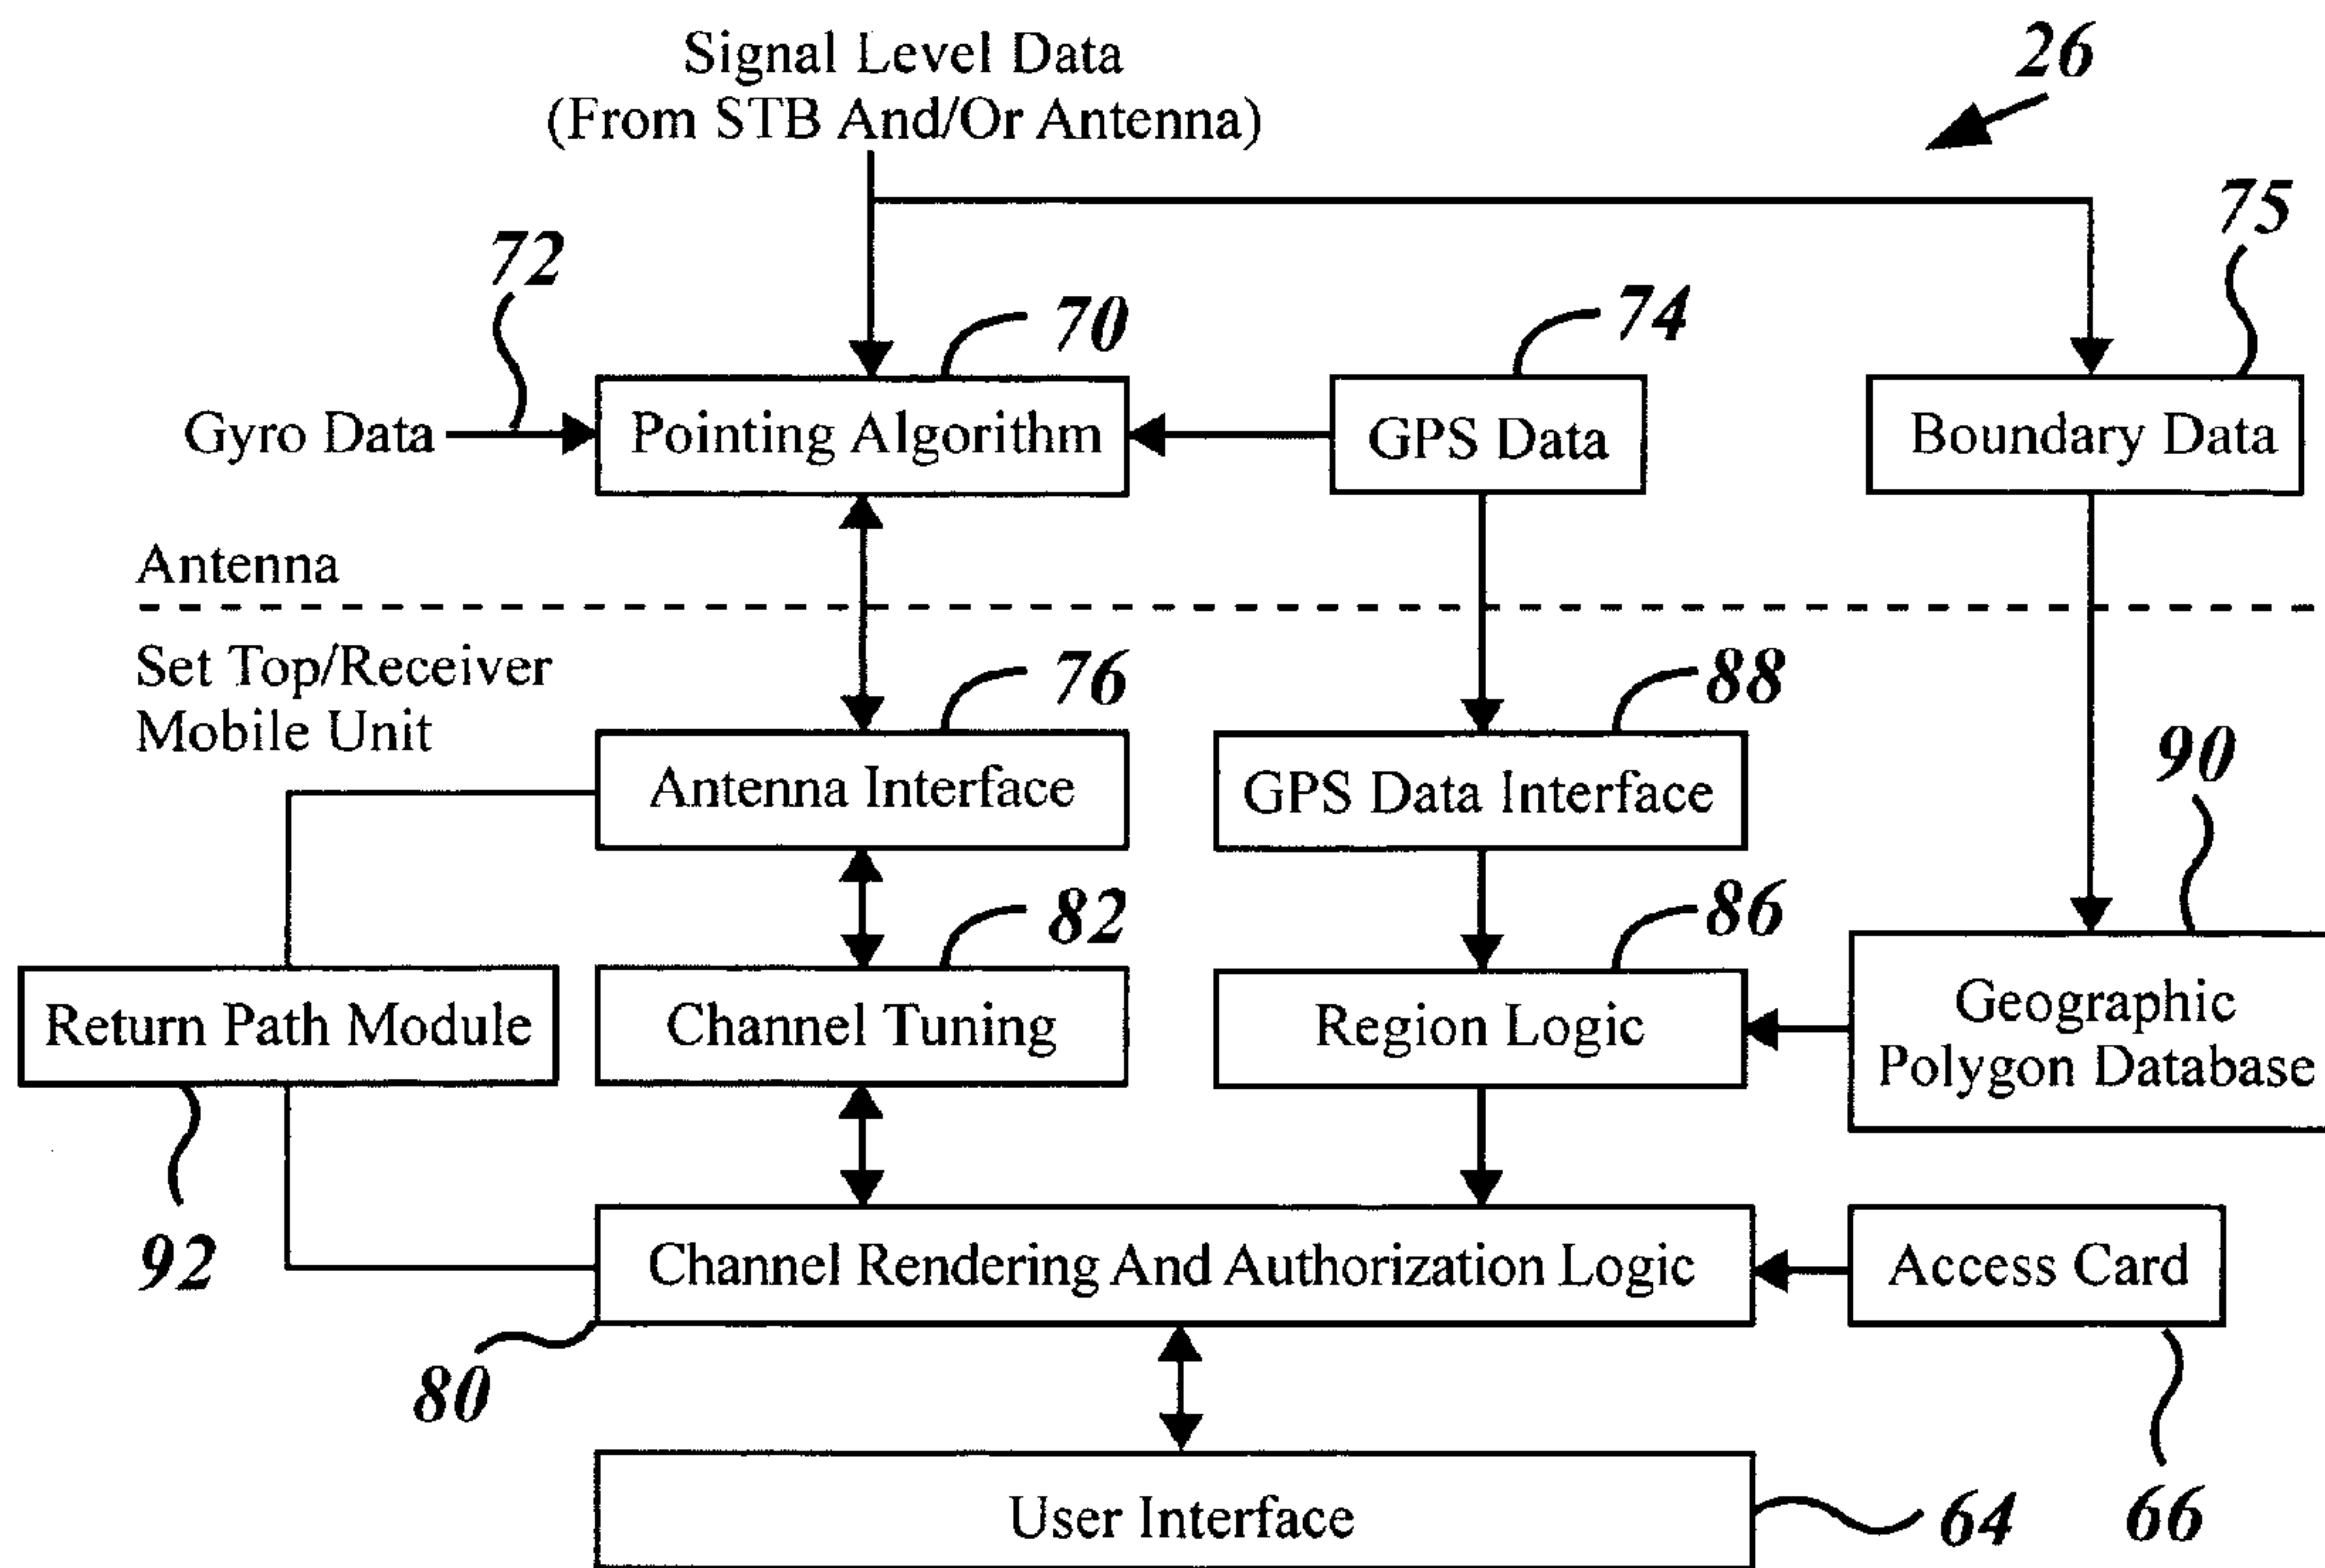 Signal Level Data
(From STB And/Or Antenna)
26
72
75
70
74
Gyro Data
Pointing Algorithm
GPS Data
Boundary Data
Antenna
Set Top/Receiver
Mobile Unit
76
88
90
Antenna Interface
GPS Data Interface
82
86
Return Path Module
Channel Tuning
Region Logic
Geographic
Polygon Database
92
Channel Rendering And Authorization Logic
Access Card
80
User Interface
64
66